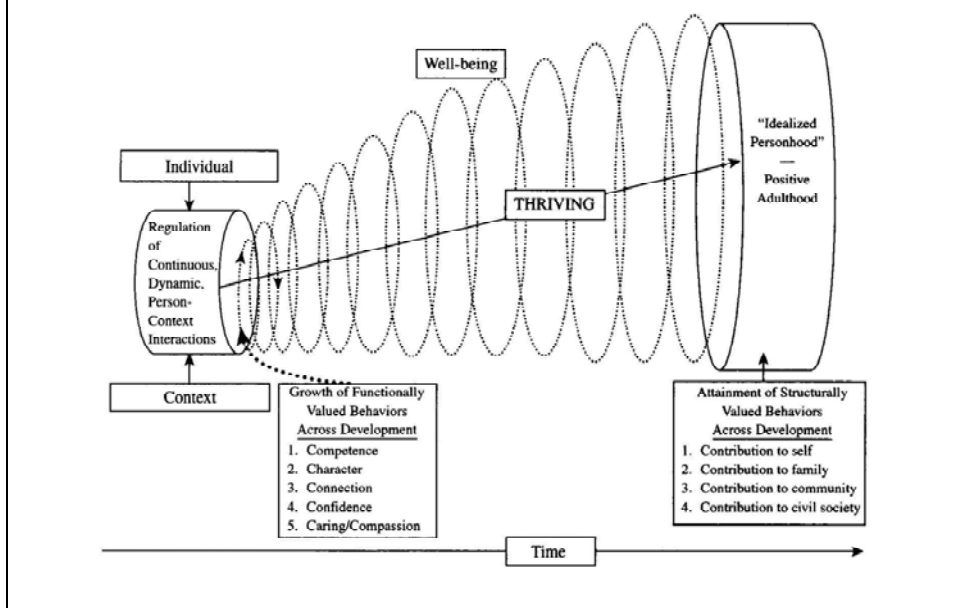 Well-being
Individual
Regulation
of
Continuous,
Dynamic,
Person-
Context
Interactions
Context
THRIVING
“Idealized
Personhood”
—
Positive
Adulthood
Growth of Functionally
Valued Behaviors
Across Development
1. Competence
2. Character
3. Connection
4. Confidence
5. Caring/Compassion
Attainment of Structurally
Valued Behaviors
Across Development
1. Contribution to self
2. Contribution to family
3. Contribution to community
4. Contribution to civil society
Time